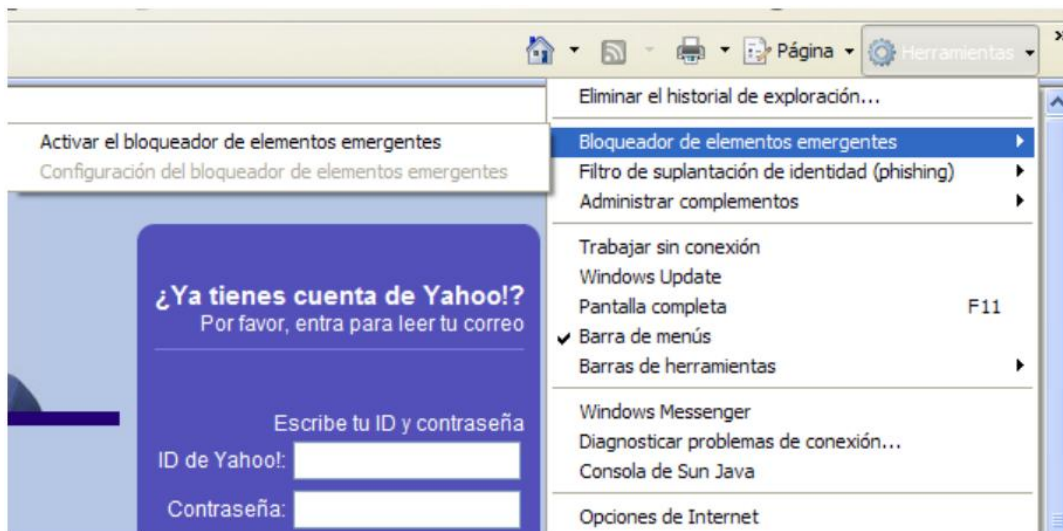 Página
Herramientas
»
Eliminar el historial de exploración...
Bloqueador de elementos emergentes
Activar el bloqueador de elementos emergentes
Configuración del bloqueador de elementos emergentes
Filtro de suplantación de identidad (phishing)
Administrar complementos
Trabajar sin conexión
Windows Update
Pantalla completa F11
Barra de menús
Barras de herramientas
Windows Messenger
Diagnosticar problemas de conexión...
Consola de Sun Java
Opciones de Internet
¿Ya tienes cuenta de Yahoo!?
Por favor, entra para leer tu correo
Escribe tu ID y contraseña
ID de Yahoo!:
Contraseña: